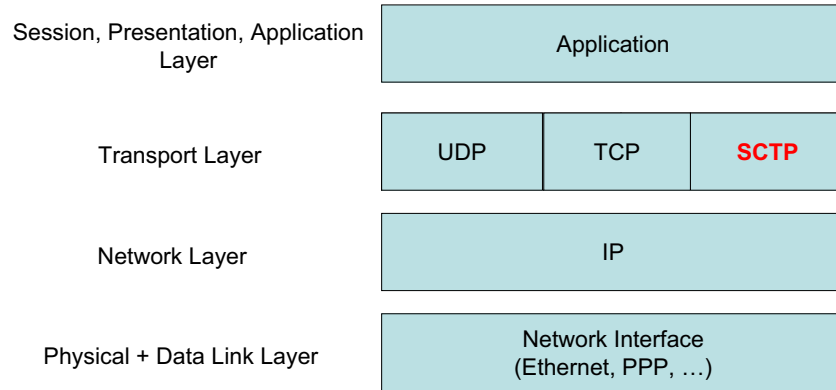 Session, Presentation, Application
Layer
Application
Transport Layer
UDP
TCP
SCTP
Network Layer
IP
Physical + Data Link Layer
Network Interface
(Ethernet, PPP, …)